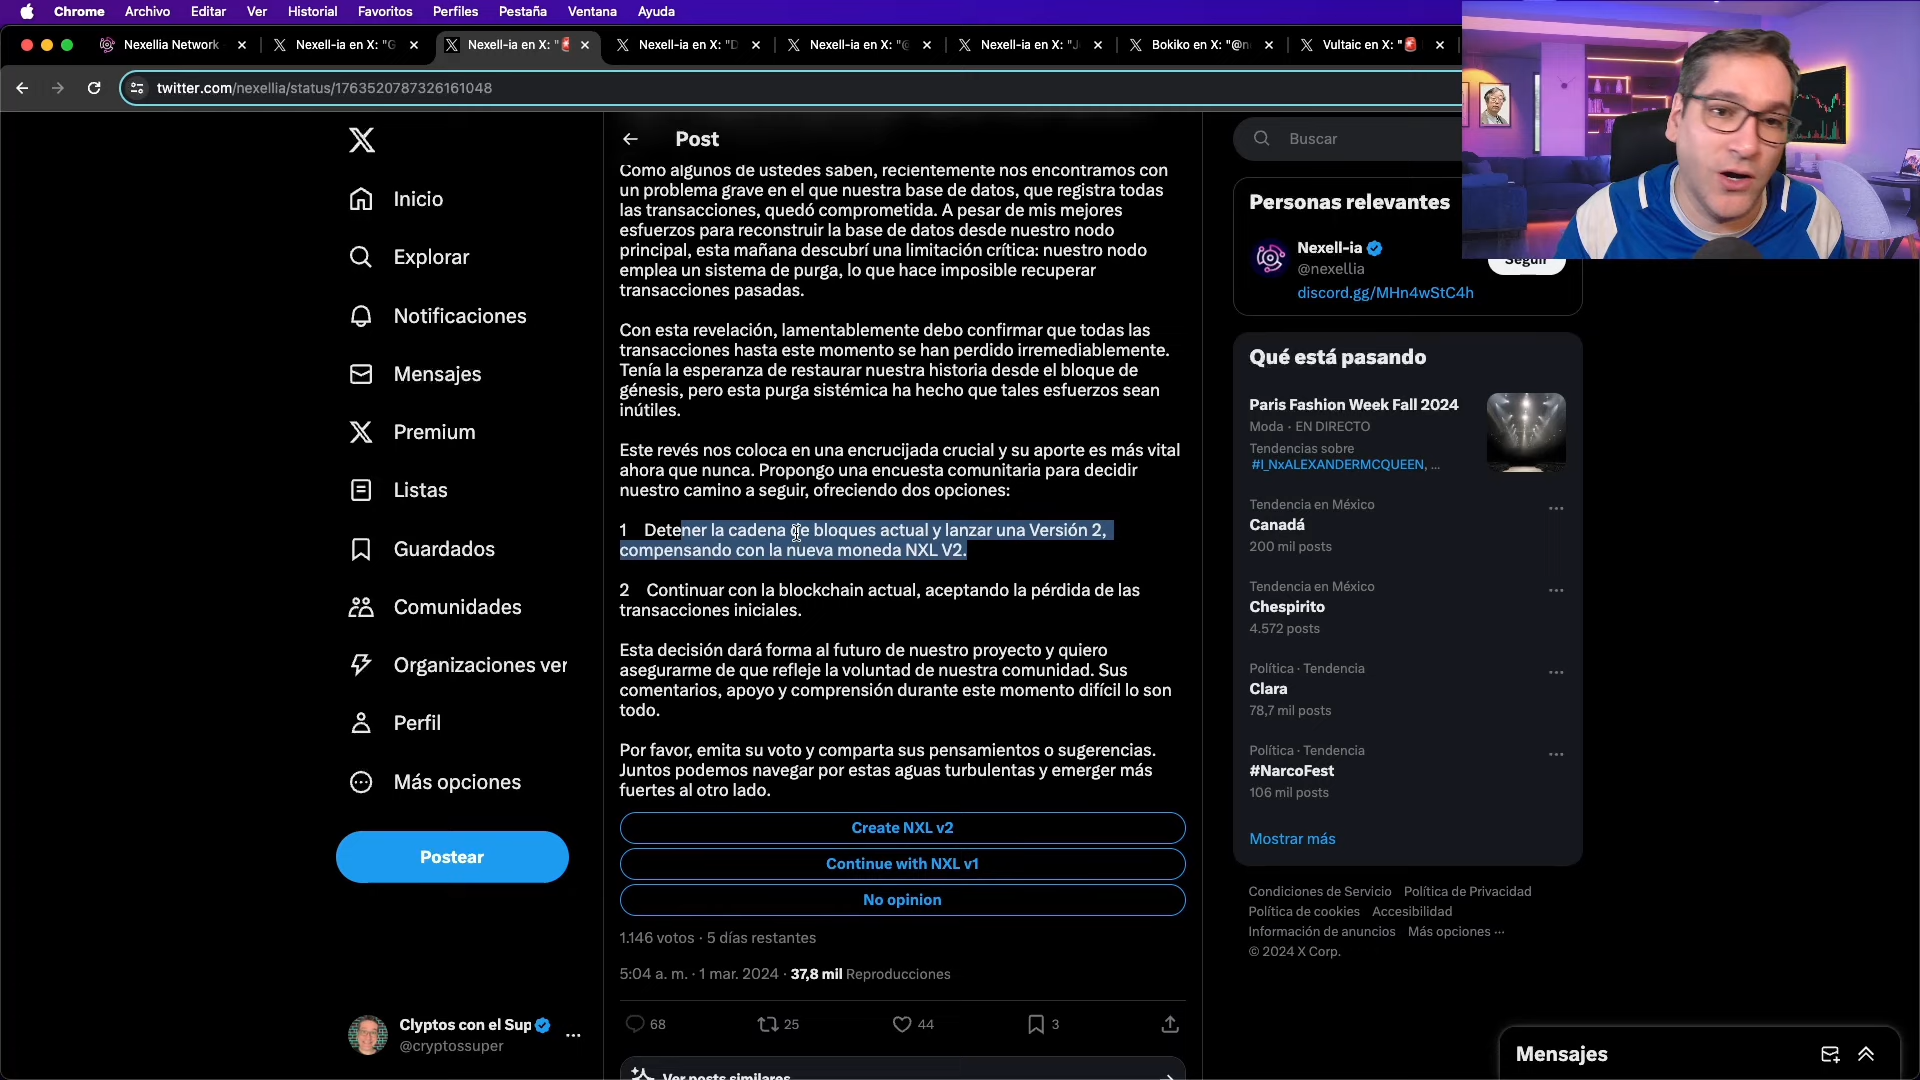 Chrome Archivo Editar Ver Historial Favoritos Perfiles Pestaña Ventana Ayuda
Nexellia Network
Nexell-ia en X: "G
Nexell-ia en X: "🚨
Nexell-ia en X: "D
Nexell-ia en X: "@
Nexell-ia en X: "J
Bokiko en X: "@n
Vultaic en X: "🚨
twitter.com/nexellia/status/1763520787326161048
Inicio
Explorar
Notificaciones
Mensajes
Premium
Listas
Guardados
Comunidades
Organizaciones ver
Perfil
Más opciones
Postear
Clyptos con el Sup
@cryptossuper
Post
Como algunos de ustedes saben, recientemente nos encontramos con
un problema grave en el que nuestra base de datos, que registra todas
las transacciones, quedó comprometida. A pesar de mis mejores
esfuerzos para reconstruir la base de datos desde nuestro nodo
principal, esta mañana descubrí una limitación crítica: nuestro nodo
emplea un sistema de purga, lo que hace imposible recuperar
transacciones pasadas.
Con esta revelación, lamentablemente debo confirmar que todas las
transacciones hasta este momento se han perdido irremediablemente.
Tenía la esperanza de restaurar nuestra historia desde el bloque de
génesis, pero esta purga sistémica ha hecho que tales esfuerzos sean
inútiles.
Este revés nos coloca en una encrucijada crucial y su aporte es más vital
ahora que nunca. Propongo una encuesta comunitaria para decidir
nuestro camino a seguir, ofreciendo dos opciones:
1 Detener la cadena de bloques actual y lanzar una Versión 2,
compensando con la nueva moneda NXL V2.
2 Continuar con la blockchain actual, aceptando la pérdida de las
transacciones iniciales.
Esta decisión dará forma al futuro de nuestro proyecto y quiero
asegurarme de que refleje la voluntad de nuestra comunidad. Sus
comentarios, apoyo y comprensión durante este momento difícil lo son
todo.
Por favor, emita su voto y comparta sus pensamientos o sugerencias.
Juntos podemos navegar por estas aguas turbulentas y emerger más
fuertes al otro lado.
Create NXL v2
Continue with NXL v1
No opinion
1.146 votos · 5 días restantes
5:04 a. m. · 1 mar. 2024 · 37,8 mil Reproducciones
68 25 44 3
Ver posts similares
Buscar
Personas relevantes
Nexell-ia
@nexellia
Seguir
discord.gg/MHn4wStC4h
Qué está pasando
Paris Fashion Week Fall 2024
Moda · EN DIRECTO
Tendencias sobre
#I_NxALEXANDERMCQUEEN, ...
Tendencia en México
Canadá
200 mil posts
Tendencia en México
Chespirito
4.572 posts
Política · Tendencia
Clara
78,7 mil posts
Política · Tendencia
#NarcoFest
106 mil posts
Mostrar más
Condiciones de Servicio Política de Privacidad
Política de cookies Accesibilidad
Información de anuncios Más opciones ···
© 2024 X Corp.
Mensajes